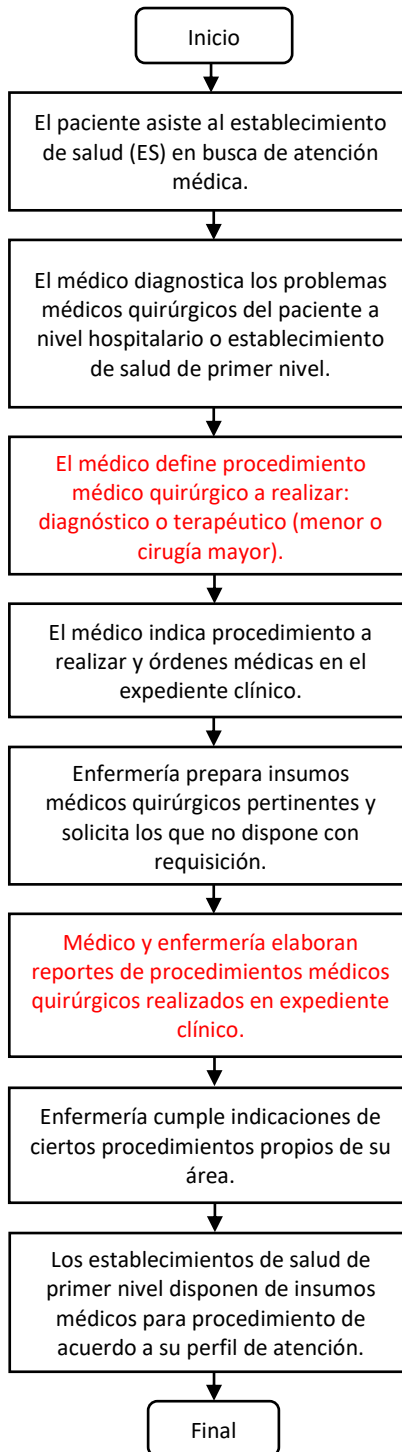 Inicio
El paciente asiste al establecimiento
de salud (ES) en busca de atención
médica.
El médico diagnostica los problemas
médicos quirúrgicos del paciente a
nivel hospitalario o establecimiento
de salud de primer nivel.
El médico define procedimiento
médico quirúrgico a realizar:
diagnóstico o terapéutico (menor o
cirugía mayor).
El médico indica procedimiento a
realizar y órdenes médicas en el
expediente clínico.
Enfermería prepara insumos
médicos quirúrgicos pertinentes y
solicita los que no dispone con
requisición.
Médico y enfermería elaboran
reportes de procedimientos médicos
quirúrgicos realizados en expediente
clínico.
Enfermería cumple indicaciones de
ciertos procedimientos propios de su
área.
Los establecimientos de salud de
primer nivel disponen de insumos
médicos para procedimiento de
acuerdo a su perfil de atención.
Final